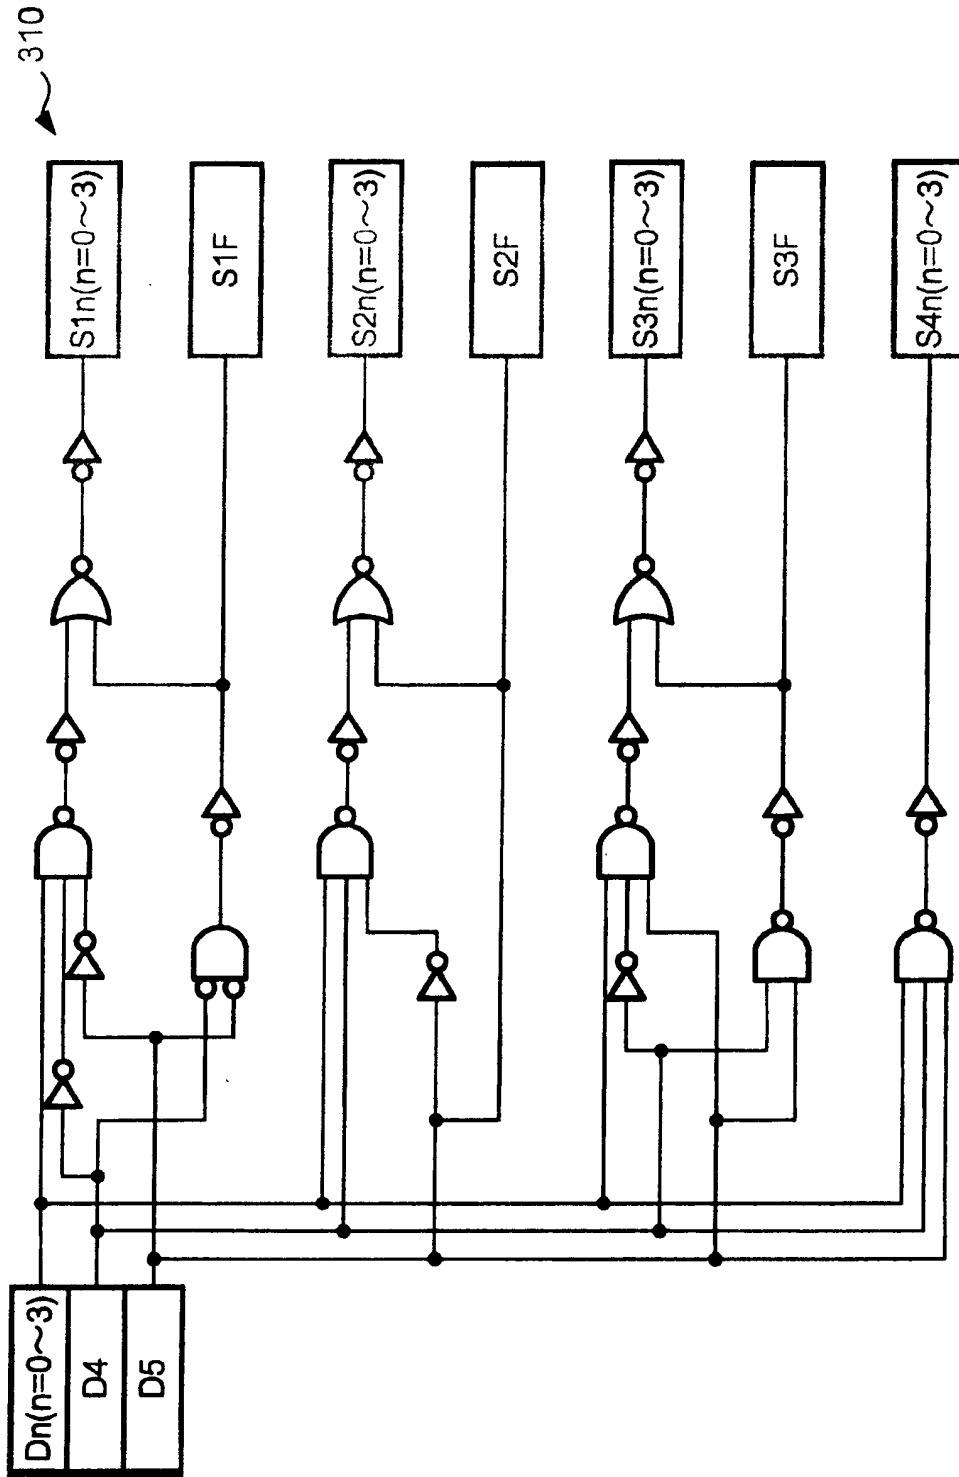 310
Dn(n=0~3)
D4
D5
S1n(n=0~3)
S1F
S2n(n=0~3)
S2F
S3n(n=0~3)
S3F
S4n(n=0~3)